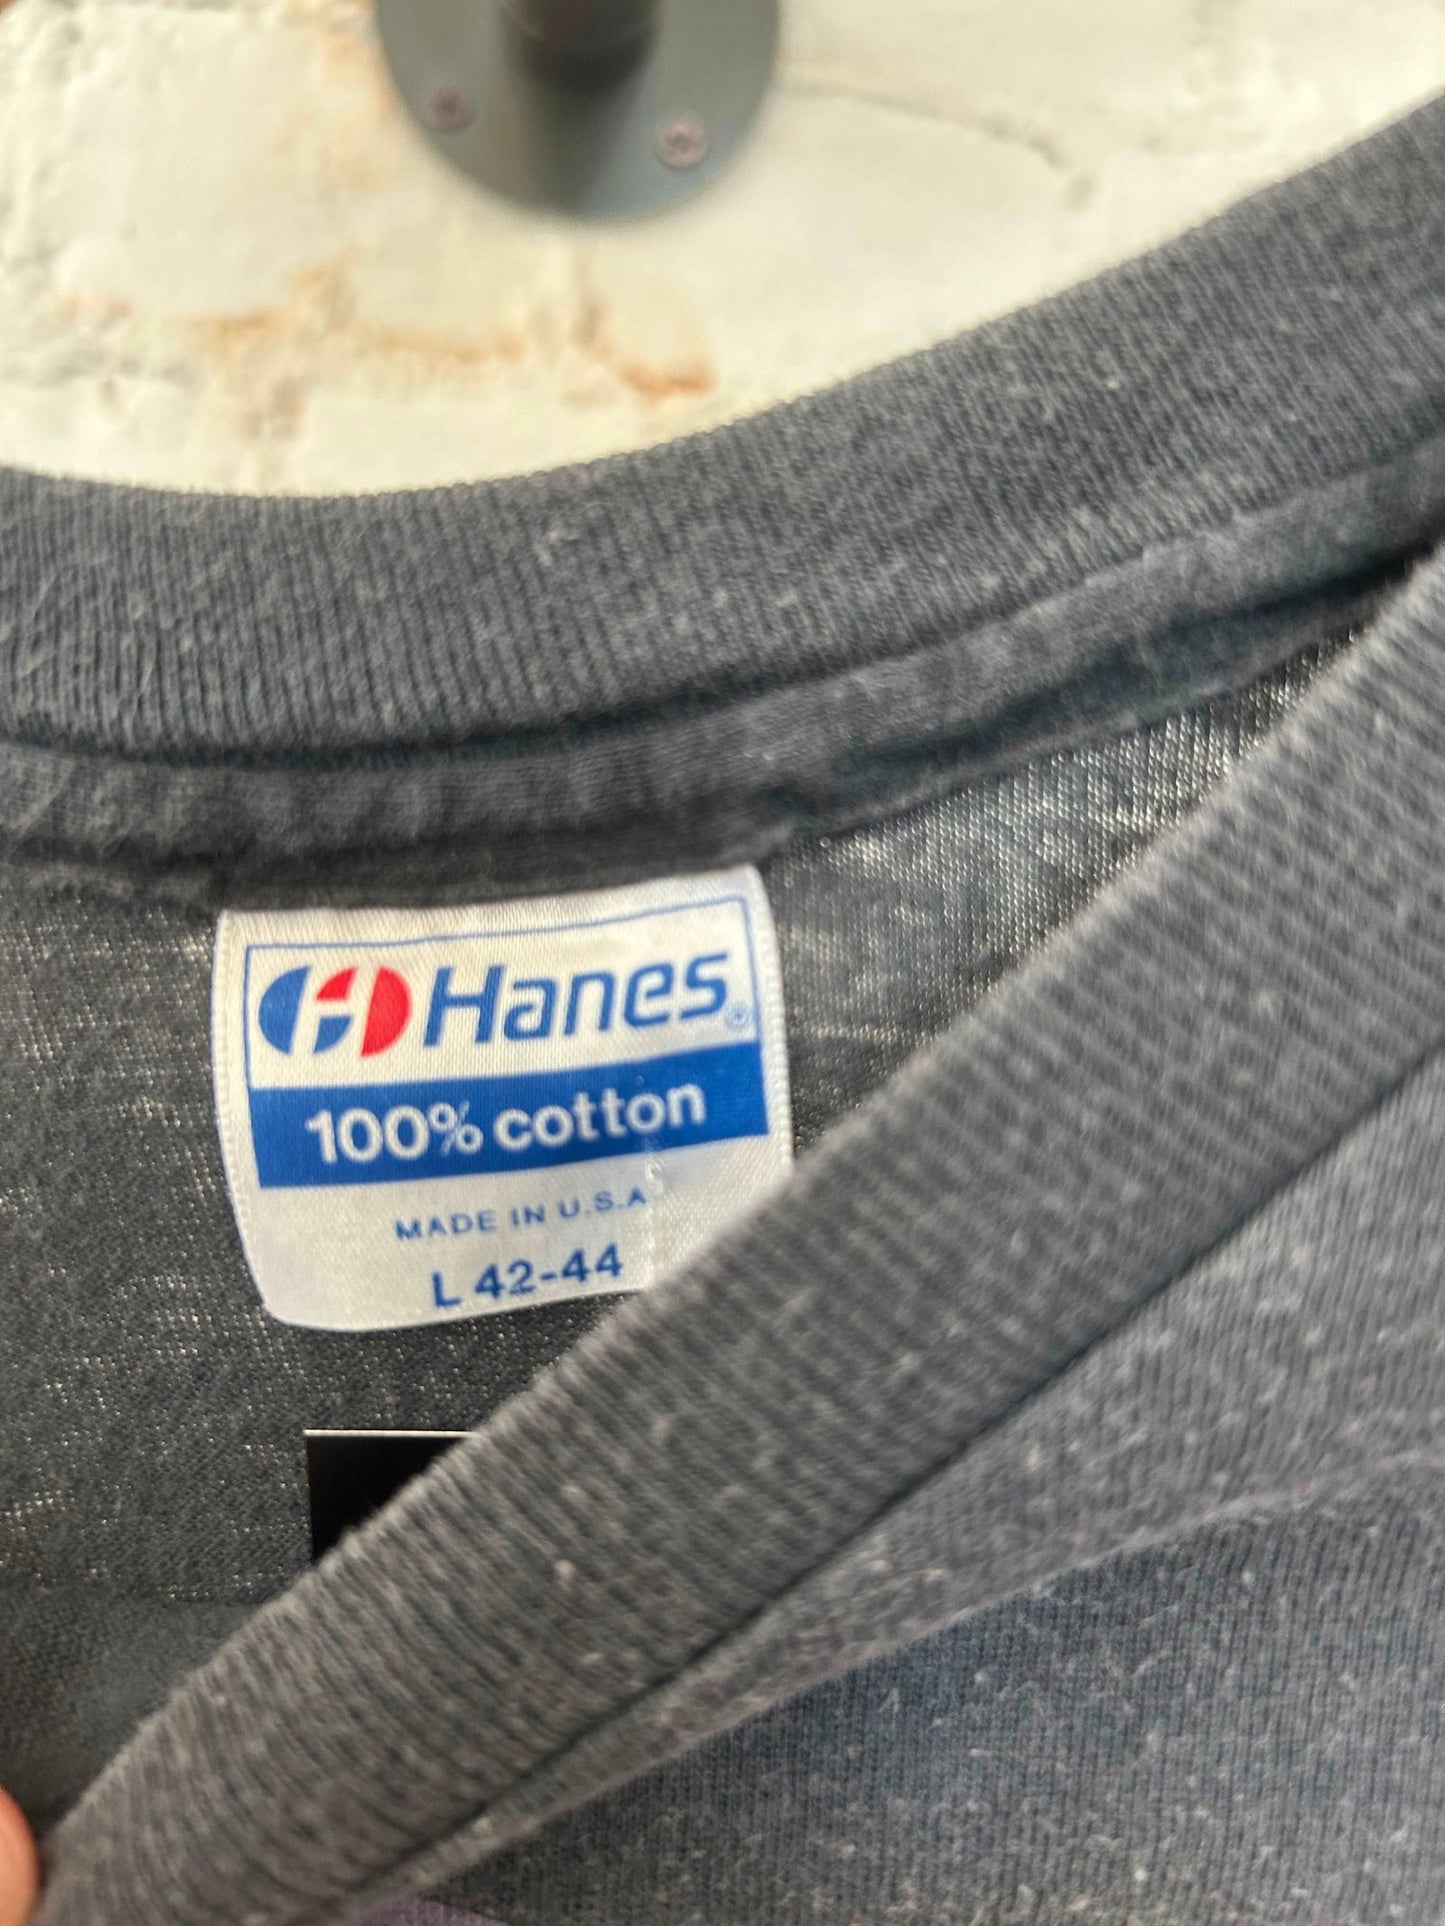 Hanes®
100% cotton
MADE IN U.S.A
L 42-44